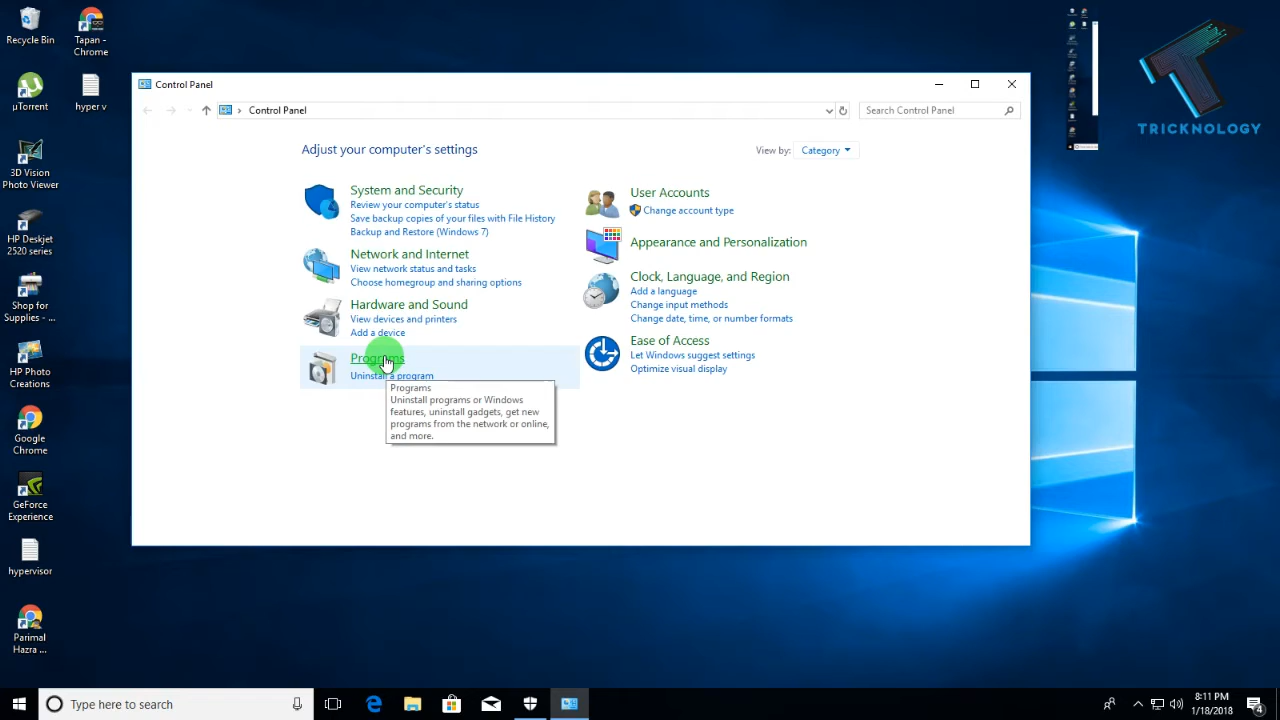 Recycle Bin
Tapan -
Chrome
µTorrent
hyper v
3D Vision
Photo Viewer
HP Deskjet
2520 series
Shop for
Supplies - ...
HP Photo
Creations
Google
Chrome
GeForce
Experience
hypervisor
Parimal
Hazra ...
TRICKNOLOGY
Control Panel
Control Panel
Search Control Panel
Adjust your computer's settings
View by:
Category
System and Security
Review your computer's status
Save backup copies of your files with File History
Backup and Restore (Windows 7)
Network and Internet
View network status and tasks
Choose homegroup and sharing options
Hardware and Sound
View devices and printers
Add a device
Programs
Uninstall a program
Programs
Uninstall programs or Windows
features, uninstall gadgets, get new
programs from the network or online,
and more.
User Accounts
Change account type
Appearance and Personalization
Clock, Language, and Region
Add a language
Change input methods
Change date, time, or number formats
Ease of Access
Let Windows suggest settings
Optimize visual display
Type here to search
8:11 PM
1/18/2018
4